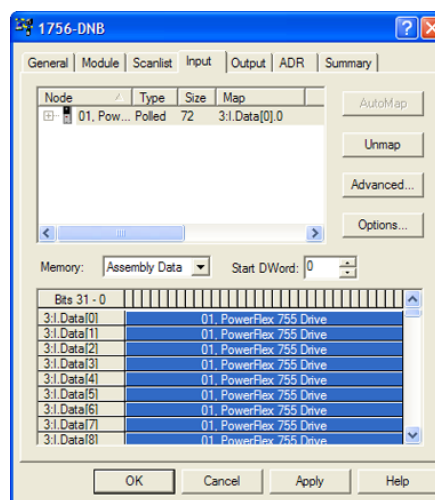 1756-DNB
General Module Scanlist Input Output ADR Summary
Node Type Size Map
01, Pow... Polled 72 3:I.Data[0].0
AutoMap
Unmap
Advanced...
Options...
Memory: Assembly Data Start DWord: 0
Bits 31 - 0
3:I.Data[0] 01, PowerFlex 755 Drive
3:I.Data[1] 01, PowerFlex 755 Drive
3:I.Data[2] 01, PowerFlex 755 Drive
3:I.Data[3] 01, PowerFlex 755 Drive
3:I.Data[4] 01, PowerFlex 755 Drive
3:I.Data[5] 01, PowerFlex 755 Drive
3:I.Data[6] 01, PowerFlex 755 Drive
3:I.Data[7] 01, PowerFlex 755 Drive
3:I.Data[8] 01, PowerFlex 755 Drive
OK Cancel Apply Help